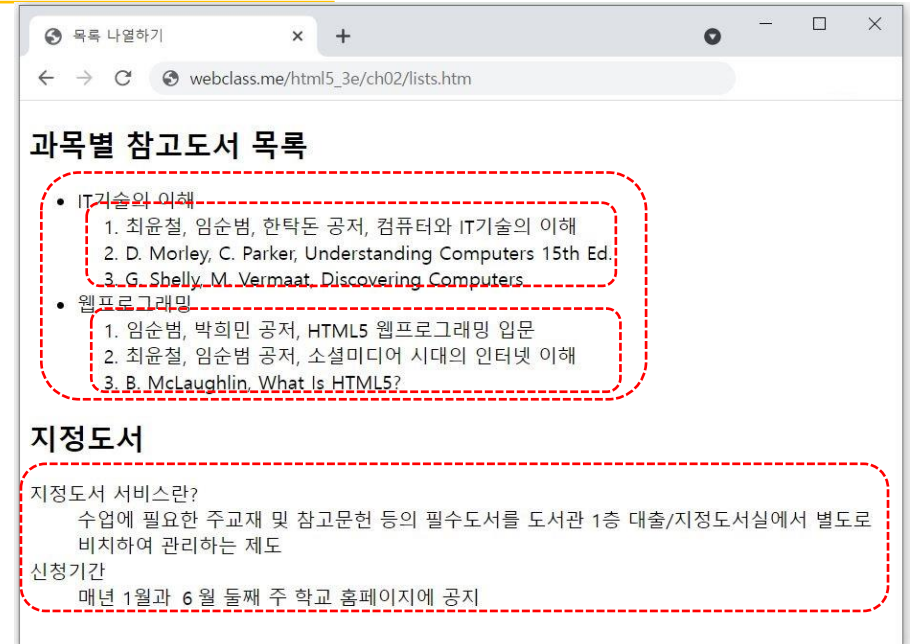 목록 나열하기
webclass.me/html5_3e/ch02/lists.htm
과목별 참고도서 목록
• IT기술의 이해
1. 최윤철, 임순범, 한탁돈 공저, 컴퓨터와 IT기술의 이해
2. D. Morley, C. Parker, Understanding Computers 15th Ed.
3. G. Shelly, M. Vermaat, Discovering Computers
• 웹프로그래밍
1. 임순범, 박희민 공저, HTML5 웹프로그래밍 입문
2. 최윤철, 임순범 공저, 소셜미디어 시대의 인터넷 이해
3. B. McLaughlin, What Is HTML5?
지정도서
지정도서 서비스란?
수업에 필요한 주교재 및 참고문헌 등의 필수도서를 도서관 1층 대출/지정도서실에서 별도로
비치하여 관리하는 제도
신청기간
매년 1월과 6 월 둘째 주 학교 홈페이지에 공지